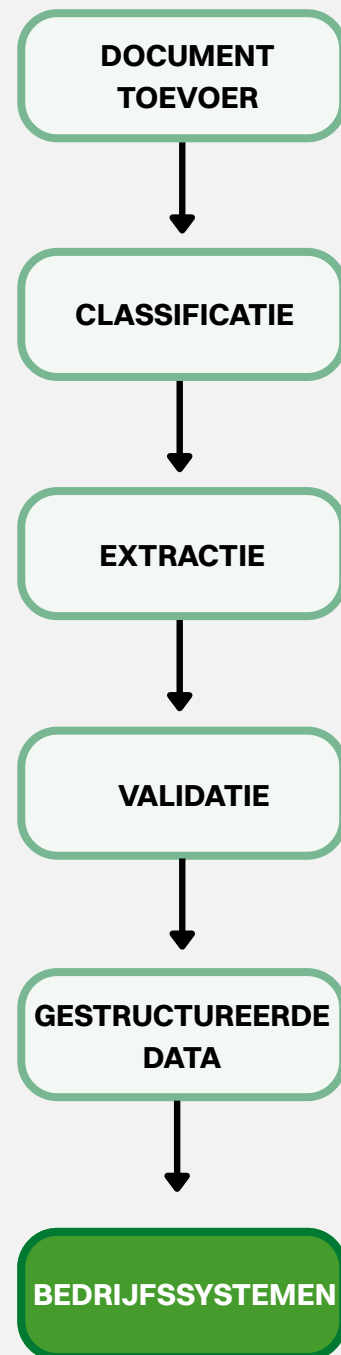 DOCUMENT
TOEVOER
CLASSIFICATIE
EXTRACTIE
VALIDATIE
GESTRUCTUREERDE
DATA
BEDRIJFSSYSTEMEN